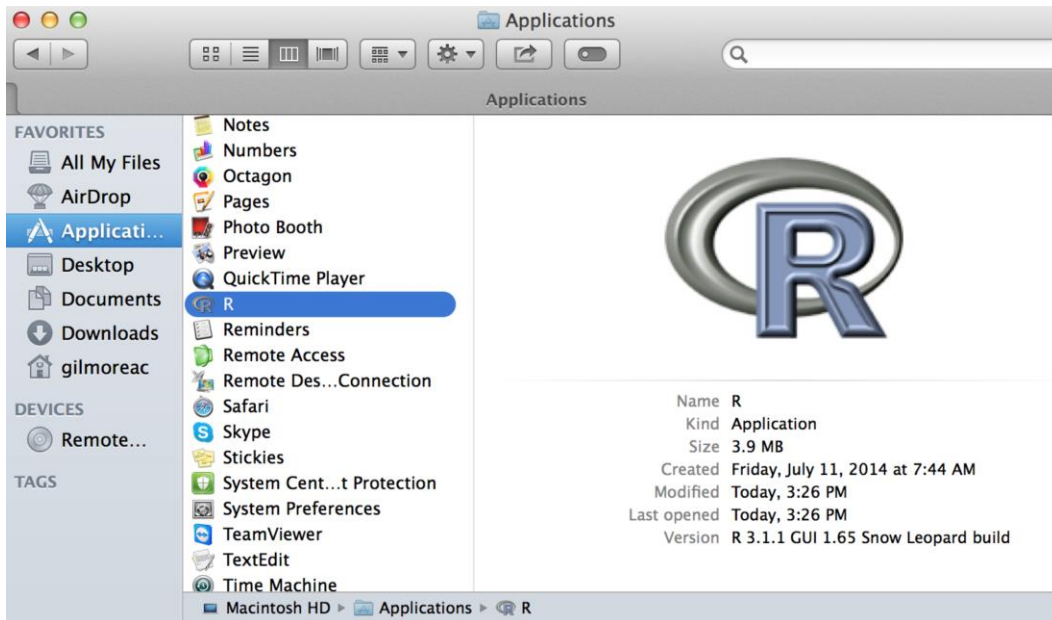 Applications
Applications
FAVORITES
All My Files
AirDrop
Applicati...
Desktop
Documents
Downloads
gilmoreac
DEVICES
Remote...
TAGS
Notes
Numbers
Octagon
Pages
Photo Booth
Preview
QuickTime Player
R
Reminders
Remote Access
Remote Des...Connection
Safari
Skype
Stickies
System Cent...t Protection
System Preferences
TeamViewer
TextEdit
Time Machine
R
Name R
Kind Application
Size 3.9 MB
Created Friday, July 11, 2014 at 7:44 AM
Modified Today, 3:26 PM
Last opened Today, 3:26 PM
Version R 3.1.1 GUI 1.65 Snow Leopard build
Macintosh HD ▸ Applications ▸ R